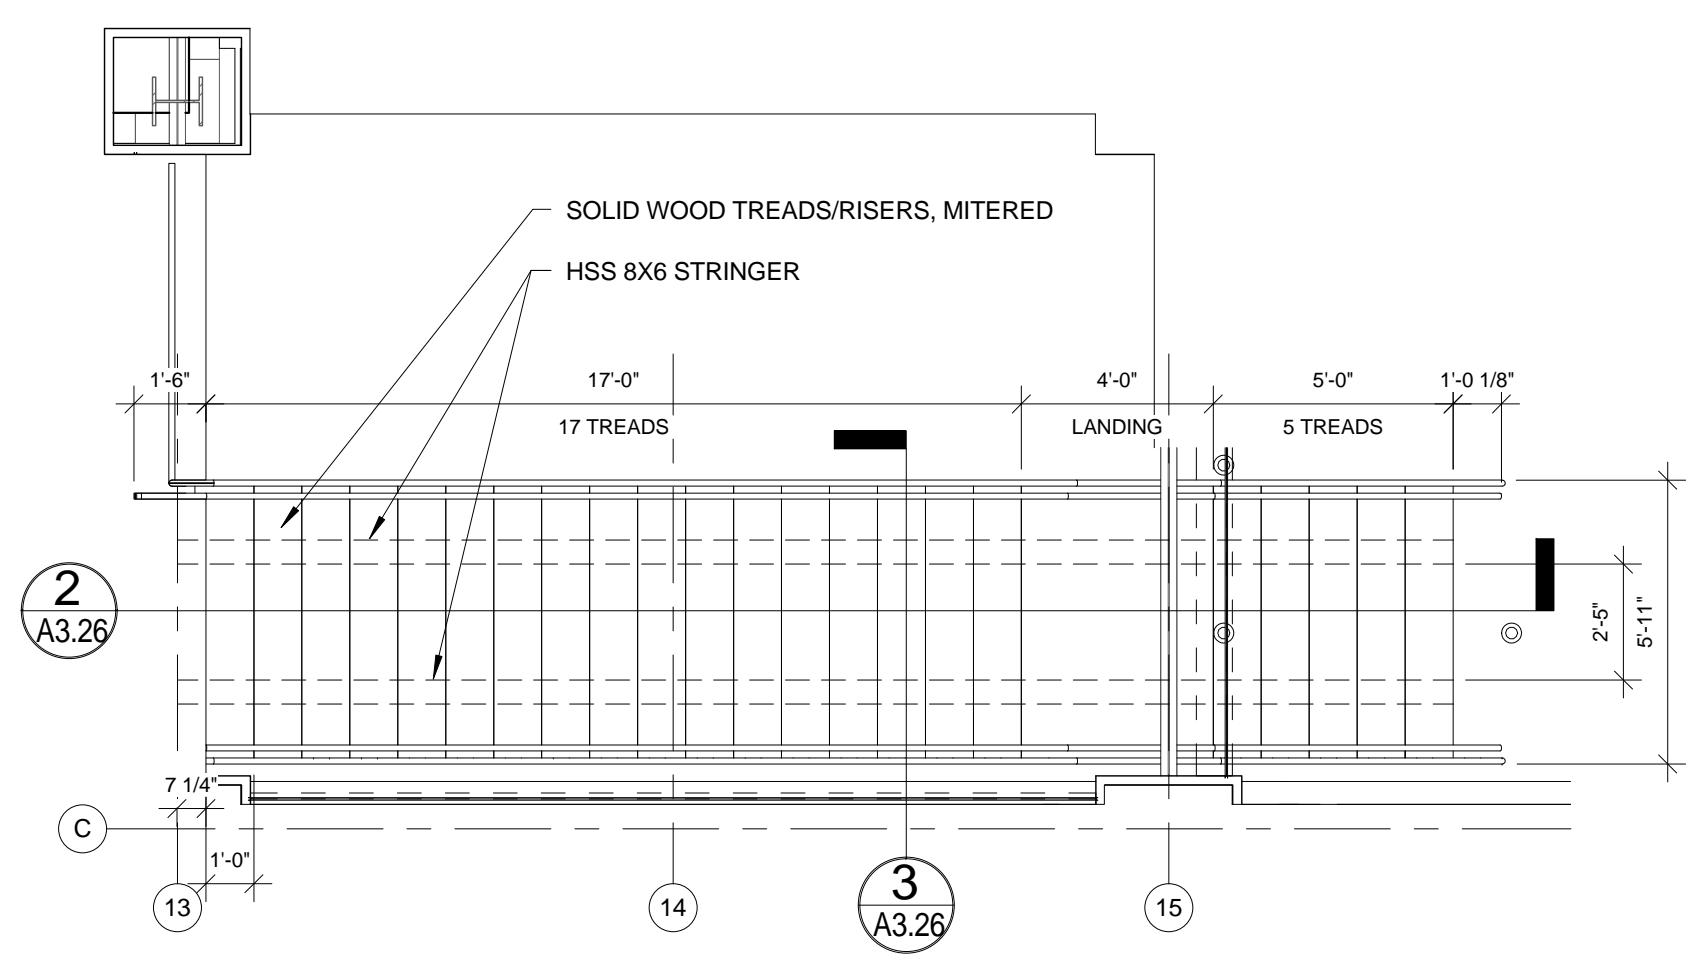 SOLID WOOD TREADS/RISERS, MITERED
HSS 8X6 STRINGER
1'-6"
17'-0"
4'-0"
5'-0"
1'-0 1/8"
17 TREADS
LANDING
5 TREADS
2
A3.26
2'-5"
5'-11"
7 1/4"
C
1'-0"
13
14
3
A3.26
15